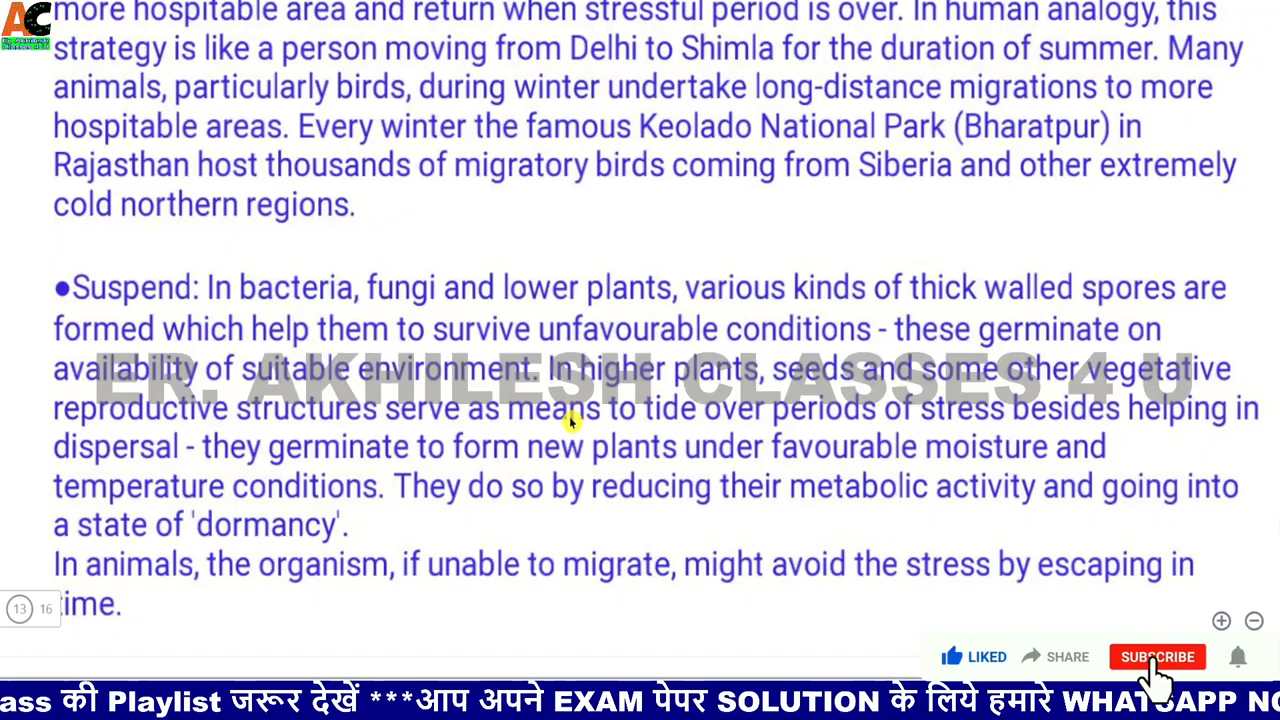 AC
Er. Akhilesh
Classes 4 U
more hospitable area and return when stressful period is over. In human analogy, this
strategy is like a person moving from Delhi to Shimla for the duration of summer. Many
animals, particularly birds, during winter undertake long-distance migrations to more
hospitable areas. Every winter the famous Keolado National Park (Bharatpur) in
Rajasthan host thousands of migratory birds coming from Siberia and other extremely
cold northern regions.
●Suspend: In bacteria, fungi and lower plants, various kinds of thick walled spores are
formed which help them to survive unfavourable conditions - these germinate on
availability of suitable environment. In higher plants, seeds and some other vegetative
ER. AKHILESH CLASSES 4 U
reproductive structures serve as means to tide over periods of stress besides helping in
dispersal - they germinate to form new plants under favourable moisture and
temperature conditions. They do so by reducing their metabolic activity and going into
a state of 'dormancy'.
In animals, the organism, if unable to migrate, might avoid the stress by escaping in
time.
13 16
LIKED SHARE SUBSCRIBE
ass की Playlist जरूर देखें ***आप अपने EXAM पेपर SOLUTION के लिये हमारे WHATSAPP NO